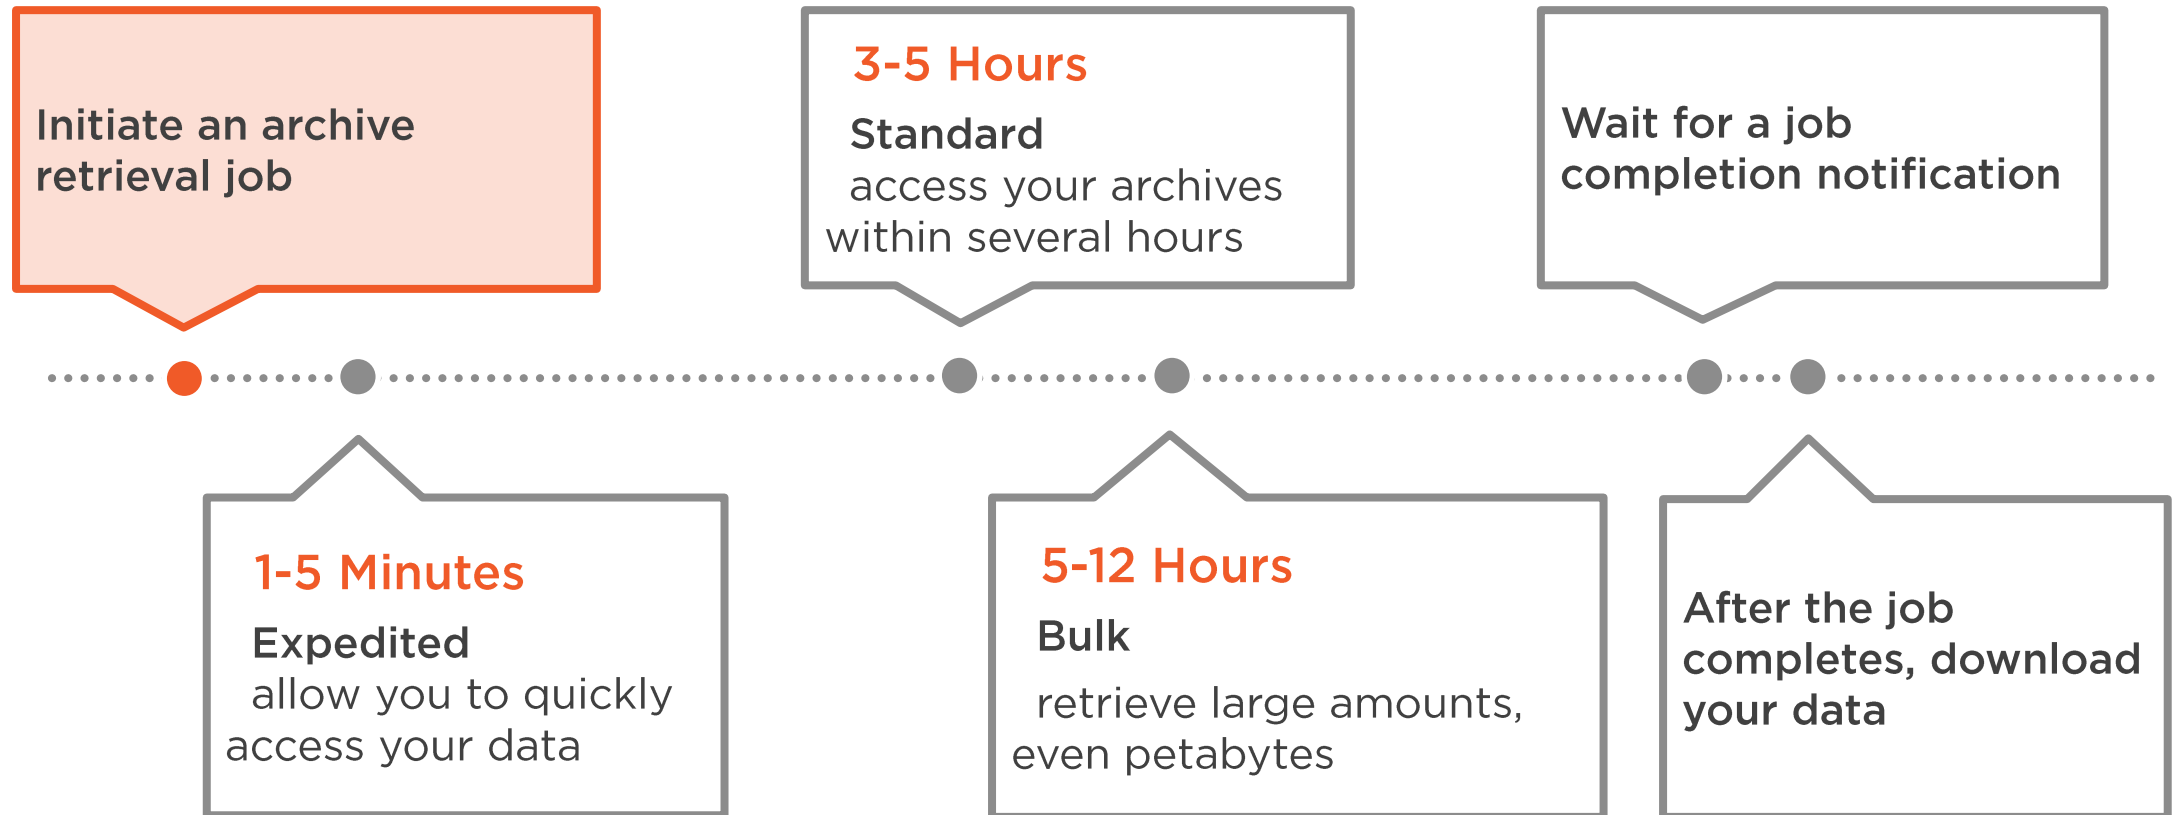 Initiate an archive
retrieval job
1-5 Minutes
Expedited
allow you to quickly
access your data
3-5 Hours
Standard
access your archives
within several hours
5-12 Hours
Bulk
retrieve large amounts,
even petabytes
Wait for a job
completion notification
After the job
completes, download
your data